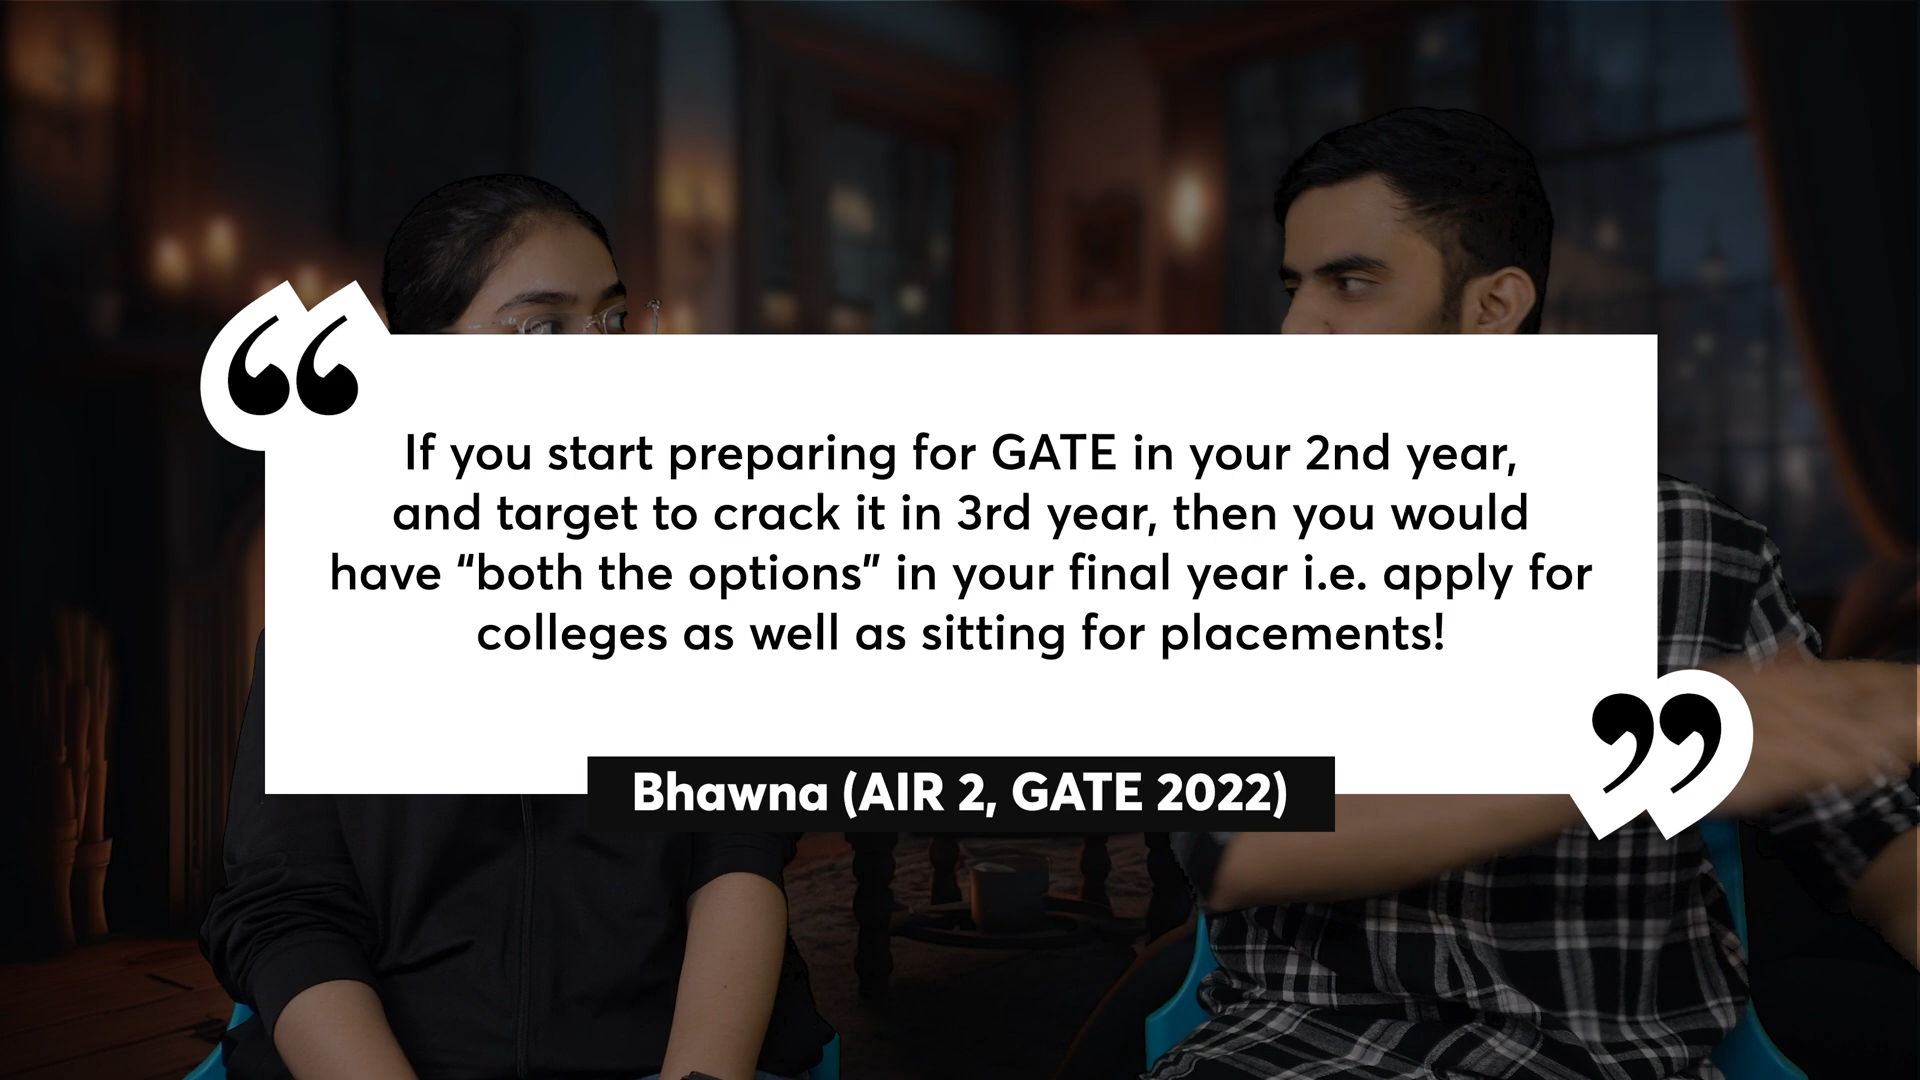 If you start preparing for GATE in your 2nd year,
and target to crack it in 3rd year, then you would
have “both the options” in your final year i.e. apply for
colleges as well as sitting for placements!
Bhawna (AIR 2, GATE 2022)